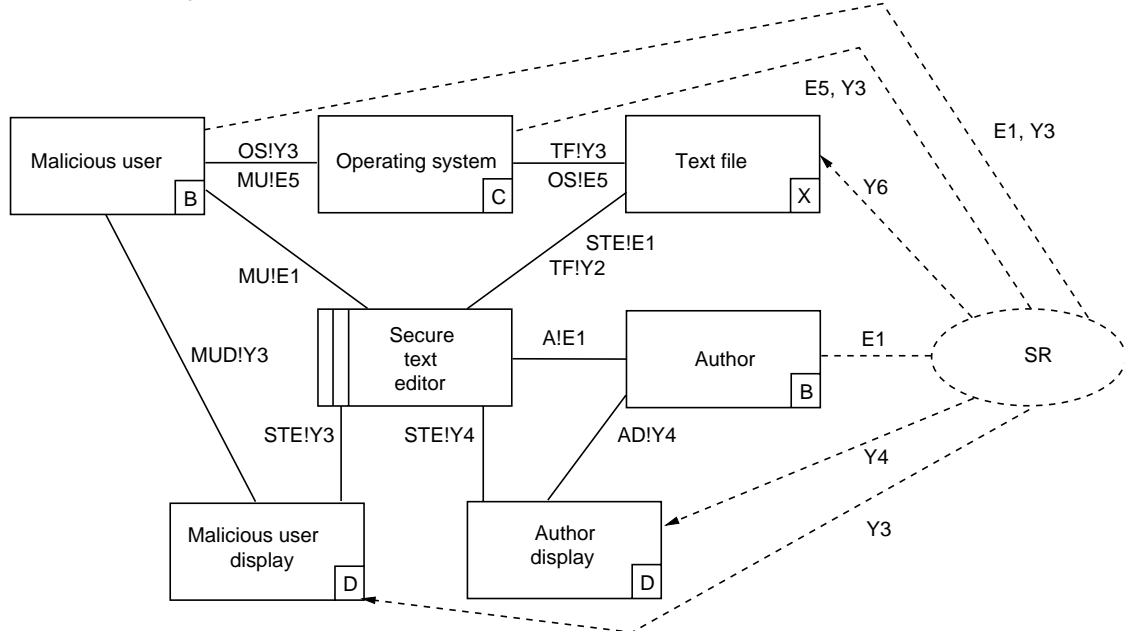 E5, Y3
E1, Y3
Malicious user
B
OS!Y3
MU!E5
Operating system
C
TF!Y3
OS!E5
Text file
X
Y6
STE!E1
TF!Y2
MU!E1
MUD!Y3
Secure
text
editor
A!E1
Author
B
E1
SR
STE!Y3
STE!Y4
AD!Y4
Y4
Y3
Malicious user
display
D
Author
display
D